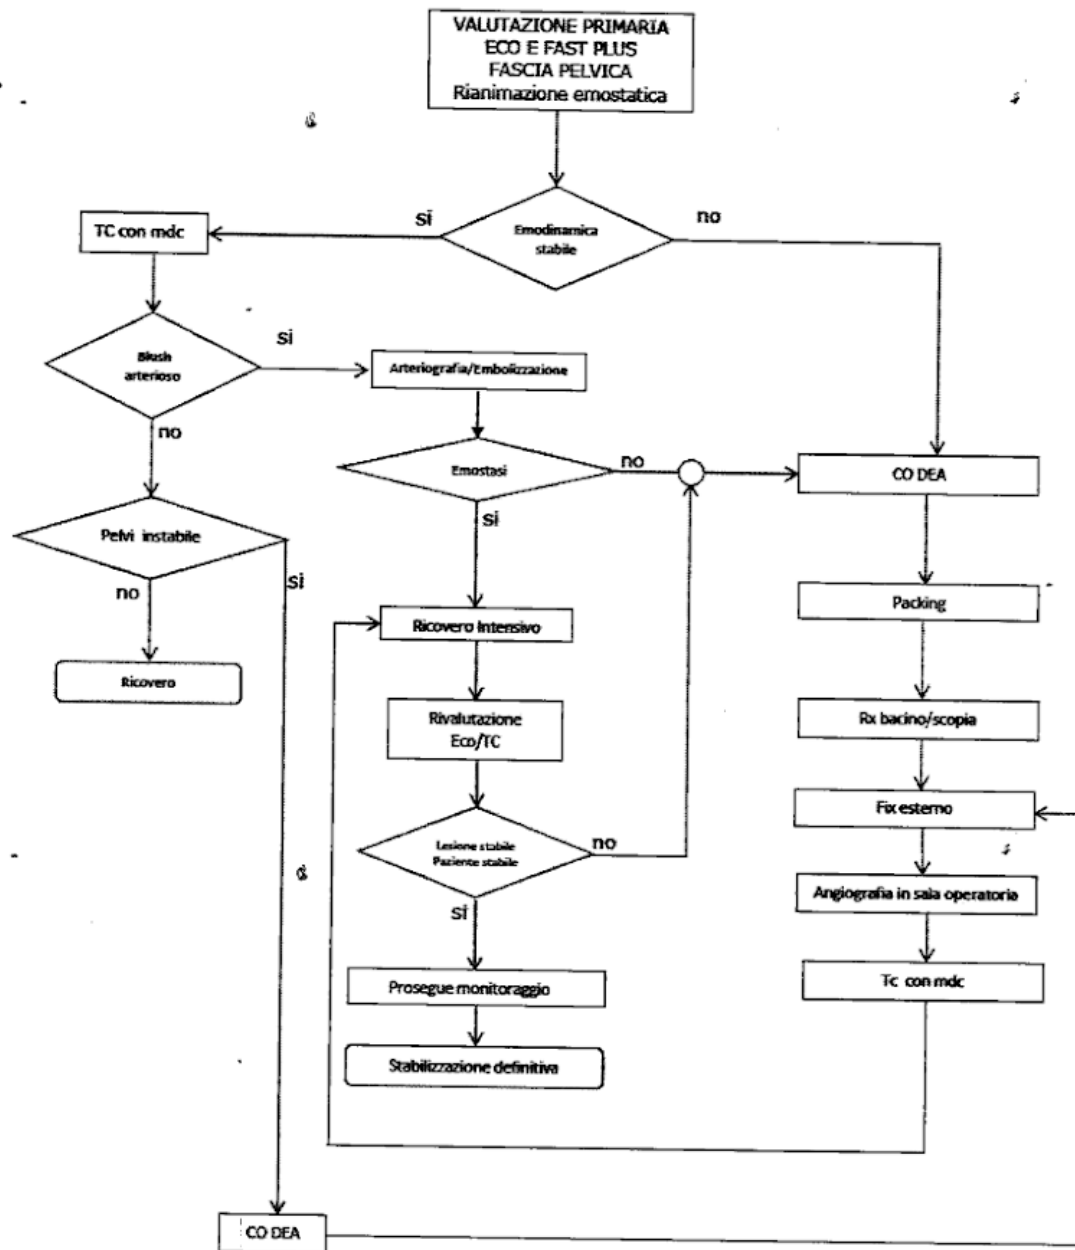 VALUTAZIONE PRIMARIA
ECO E FAST PLUS
FASCIA PELVICA
Rianimazione emostatica
Emodinamica
stabile
si
no
TC con mdc
Blush
arterioso
si
no
Arteriografia/Embolizzazione
Emostasi
no
si
CO DEA
Pelvi instabile
no
si
Ricovero
Ricovero Intensivo
Packing
Rivalutazione
Eco/TC
Rx bacino/scopia
Fix esterno
Lesione stabile
Paziente stabile
no
si
Angiografia in sala operatoria
Tc con mdc
Prosegue monitoraggio
Stabilizzazione definitiva
CO DEA